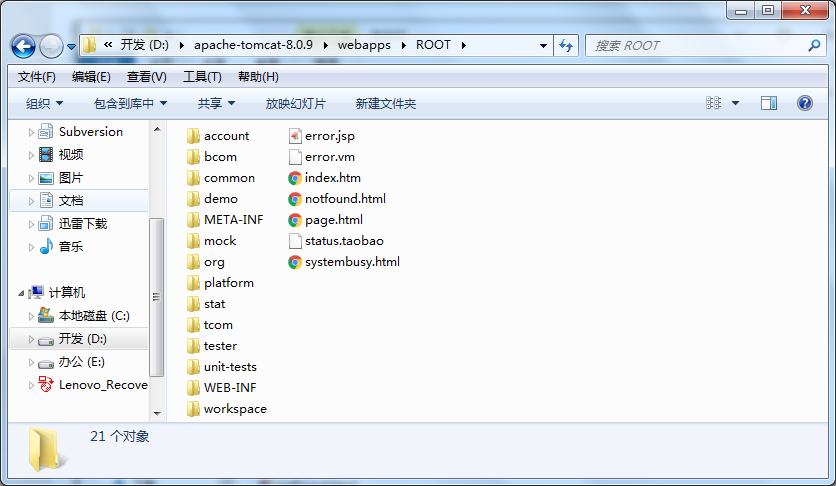 « 开发 (D:) apache-tomcat-8.0.9 webapps ROOT 搜索 ROOT
文件(F) 编辑(E) 查看(V) 工具(T) 帮助(H)
组织 包含到库中 共享 放映幻灯片 新建文件夹
Subversion
视频
图片
文档
迅雷下载
音乐
计算机
本地磁盘 (C:)
开发 (D:)
办公 (E:)
Lenovo_Recove
account
bcom
common
demo
META-INF
mock
org
platform
stat
tcom
tester
unit-tests
WEB-INF
workspace
error.jsp
error.vm
index.htm
notfound.html
page.html
status.taobao
systembusy.html
21 个对象